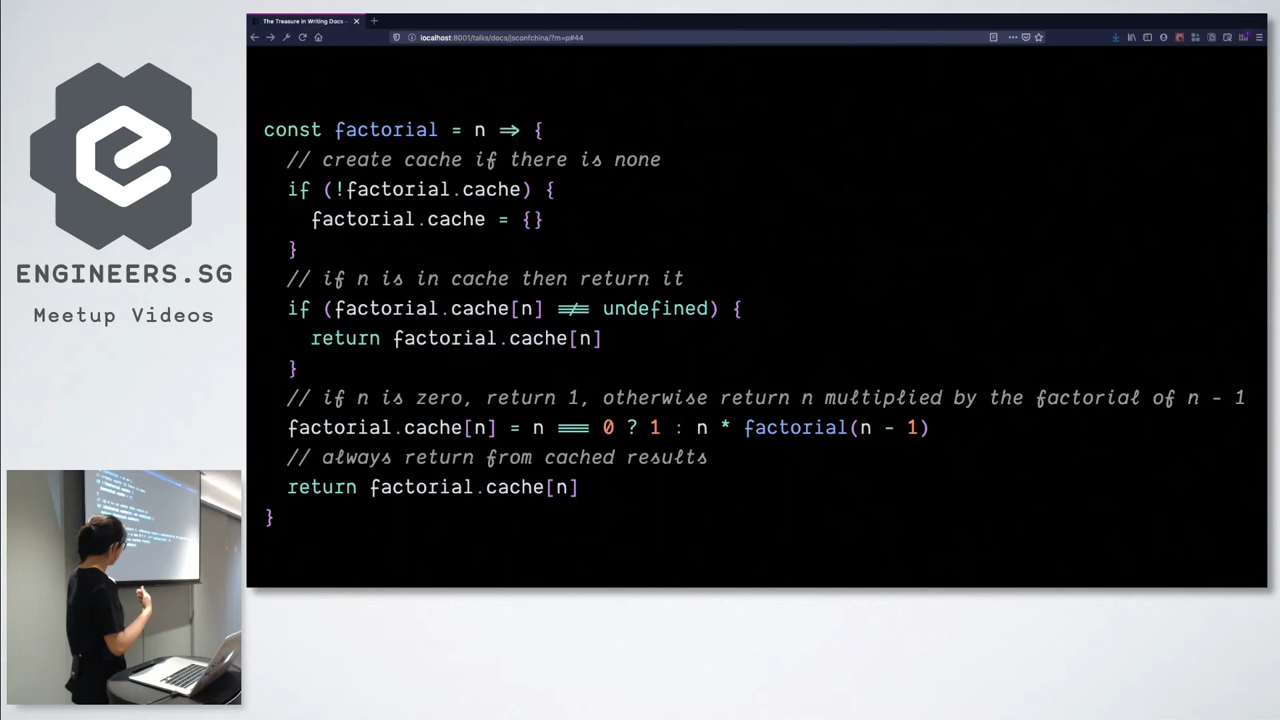 The Treasure in Writing Docs -
localhost:8001/talks/docs/jsconfchina/?m=p#44
const factorial = n => {
// create cache if there is none
if (!factorial.cache) {
factorial.cache = {}
}
// if n is in cache then return it
if (factorial.cache[n] !== undefined) {
return factorial.cache[n]
}
// if n is zero, return 1, otherwise return n multiplied by the factorial of n - 1
factorial.cache[n] = n === 0 ? 1 : n * factorial(n - 1)
// always return from cached results
return factorial.cache[n]
}
ENGINEERS.SG
Meetup Videos